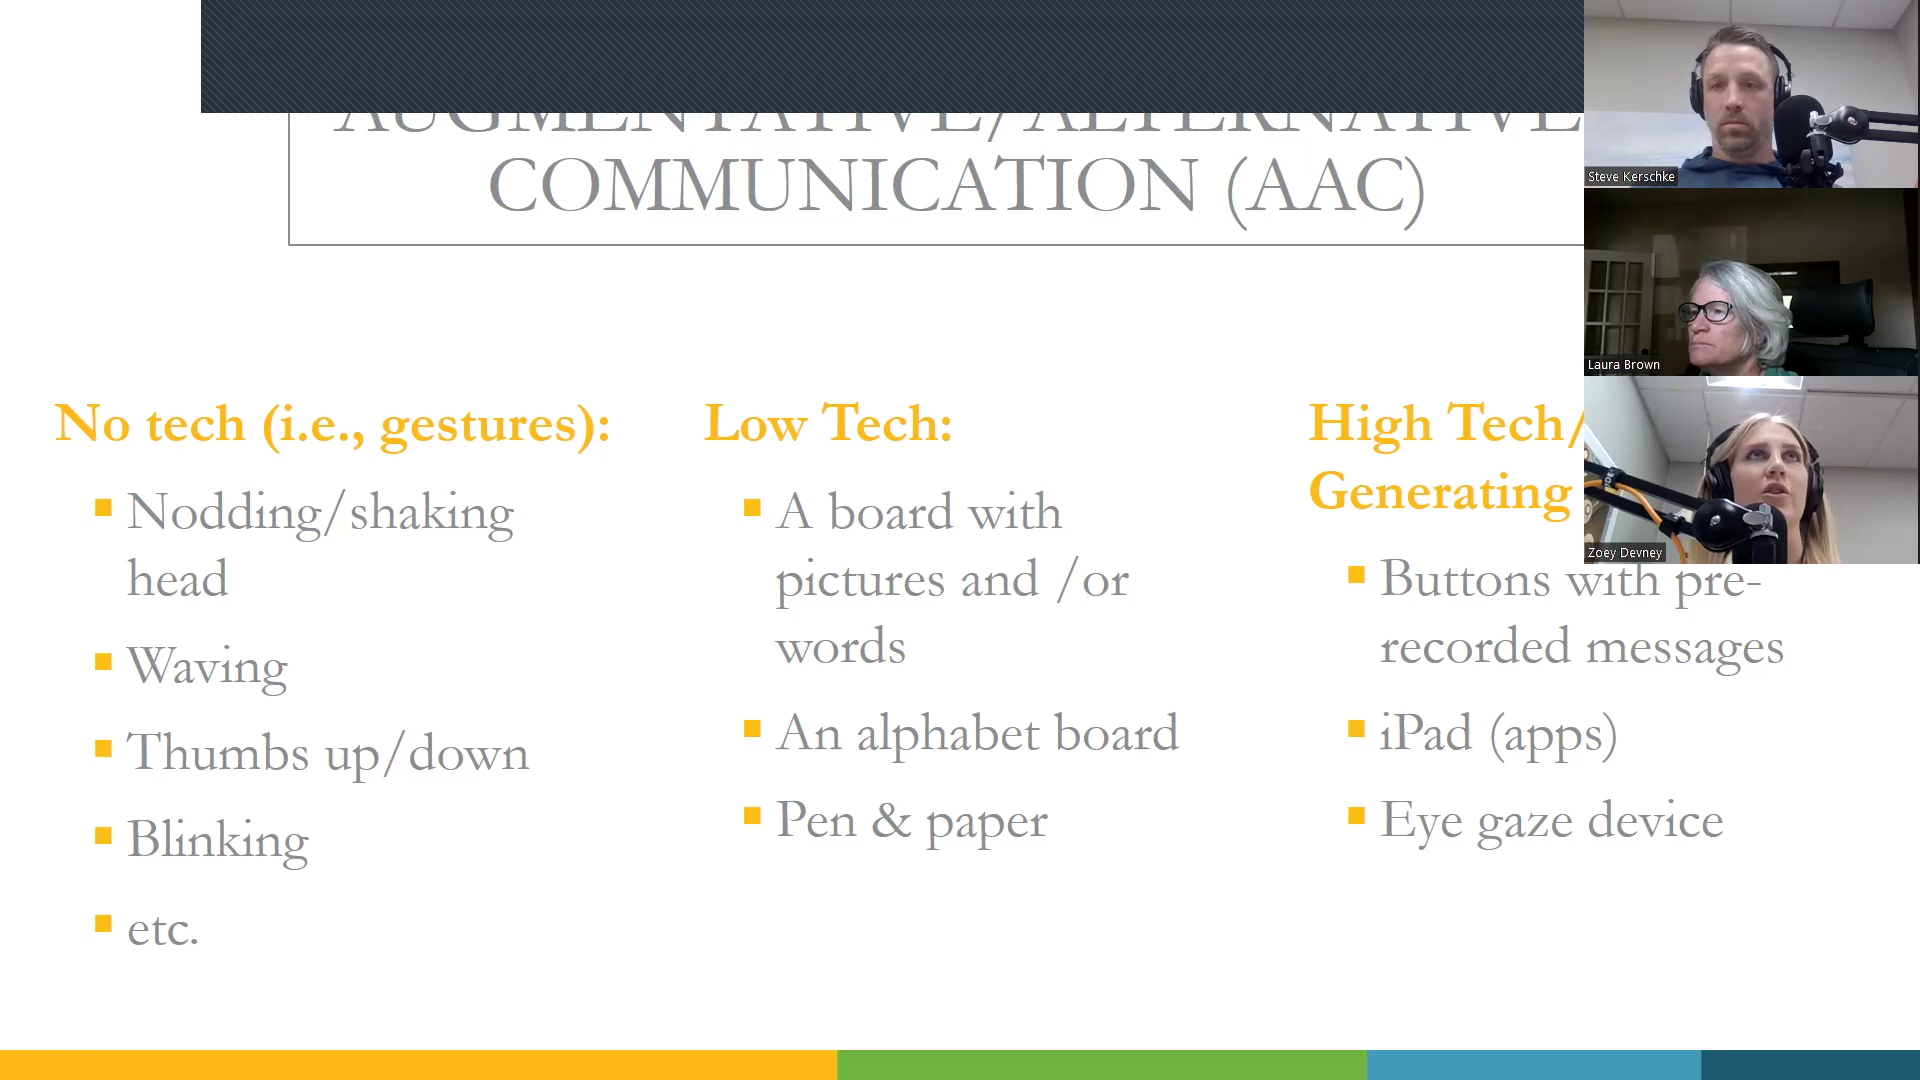 AUGMENTATIVE/ALTERNATIVE
COMMUNICATION (AAC)
No tech (i.e., gestures):
Nodding/shaking
head
Waving
Thumbs up/down
Blinking
etc.
Low Tech:
A board with
pictures and /or
words
An alphabet board
Pen & paper
High Tech/
Generating
Buttons with pre-
recorded messages
iPad (apps)
Eye gaze device
Steve Kerschke
Laura Brown
Zoey Devney